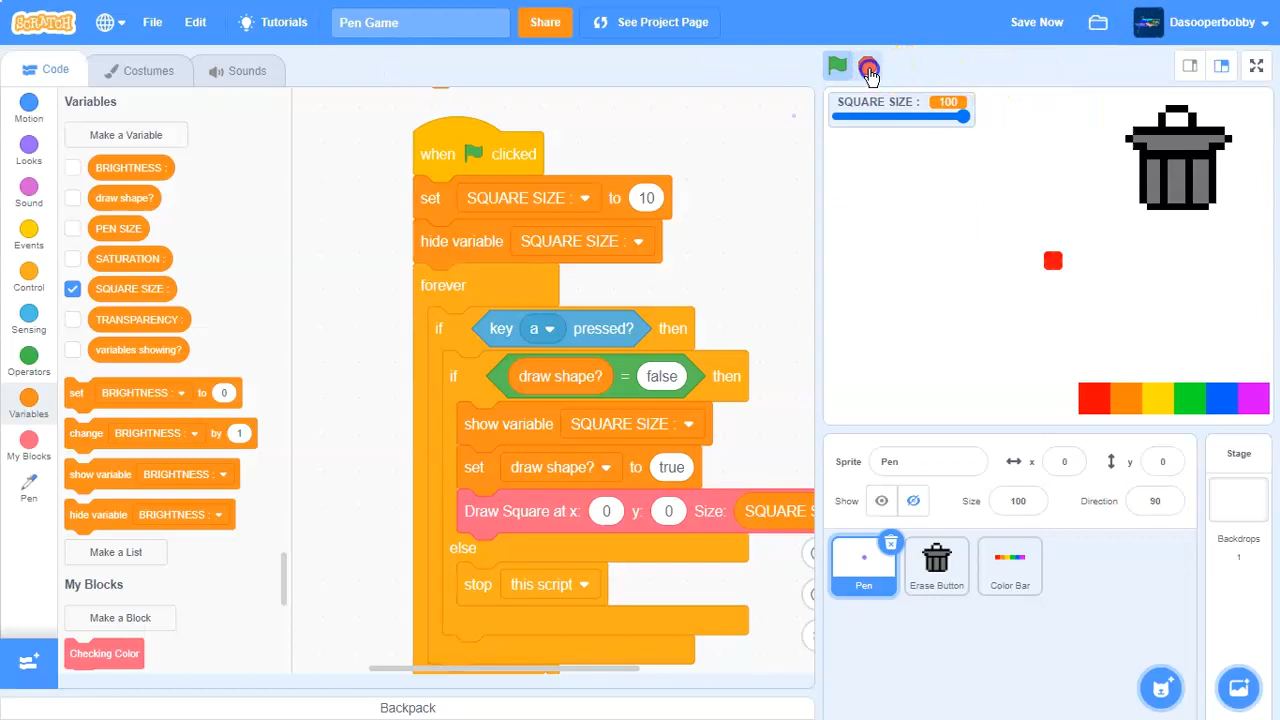 SCRATCH
File
Edit
Tutorials
Pen Game
Share
See Project Page
Save Now
Dasooperbobby
Code
Costumes
Sounds
Motion
Looks
Sound
Events
Control
Sensing
Operators
Variables
My Blocks
Pen
Variables
Make a Variable
BRIGHTNESS :
draw shape?
PEN SIZE
SATURATION :
SQUARE SIZE :
TRANSPARENCY :
variables showing?
set BRIGHTNESS : to 0
change BRIGHTNESS : by 1
show variable BRIGHTNESS :
hide variable BRIGHTNESS :
Make a List
My Blocks
Make a Block
Checking Color
when clicked
set SQUARE SIZE : to 10
hide variable SQUARE SIZE :
forever
if key a pressed? then
if draw shape? = false then
show variable SQUARE SIZE :
set draw shape? to true
Draw Square at x: 0 y: 0 Size: SQUARE S
else
stop this script
SQUARE SIZE : 100
Sprite Pen x 0 y 0
Show Size 100 Direction 90
Pen
Erase Button
Color Bar
Stage
Backdrops
1
Backpack